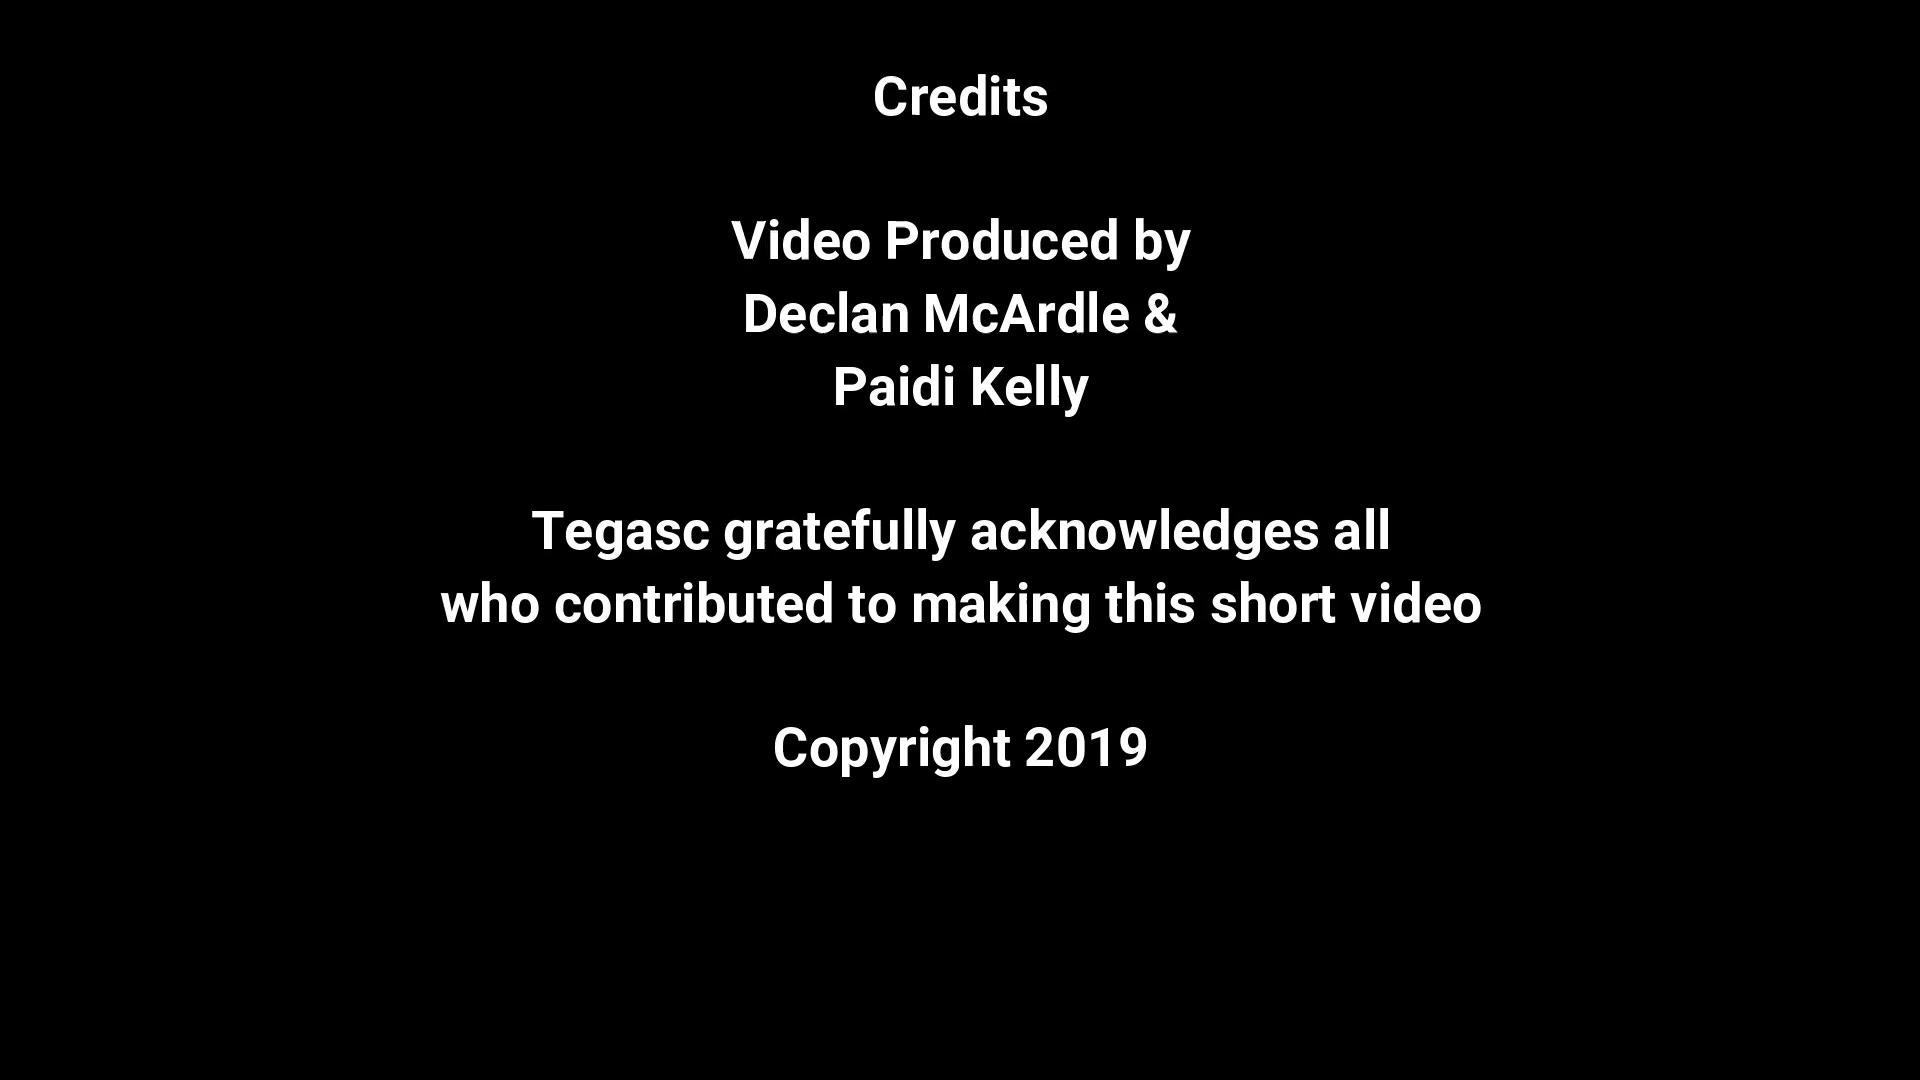 Credits
Video Produced by
Declan McArdle &
Paidi Kelly
Tegasc gratefully acknowledges all
who contributed to making this short video
Copyright 2019